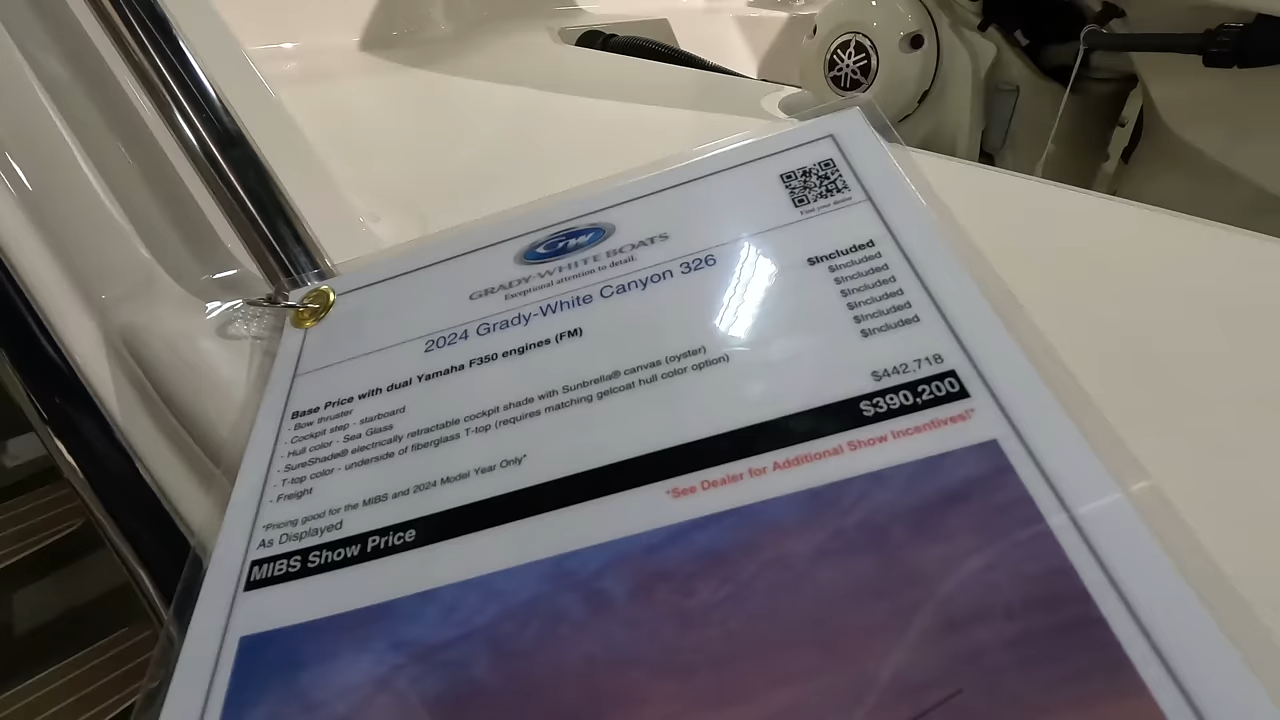 Find your dealer
GW
GRADY-WHITE BOATS
Exceptional attention to detail.
2024 Grady-White Canyon 326
Base Price with dual Yamaha F350 engines (FM) $Included
- Bow thruster $Included
- Cockpit step - starboard $Included
- Hull color - Sea Glass $Included
- SureShade® electrically retractable cockpit shade with Sunbrella® canvas (oyster) $Included
- T-top color - underside of fiberglass T-top (requires matching gelcoat hull color option) $Included
- Freight $Included
*Pricing good for the MIBS and 2024 Model Year Only*
As Displayed $442,718
MIBS Show Price $390,200
*See Dealer for Additional Show Incentives!*